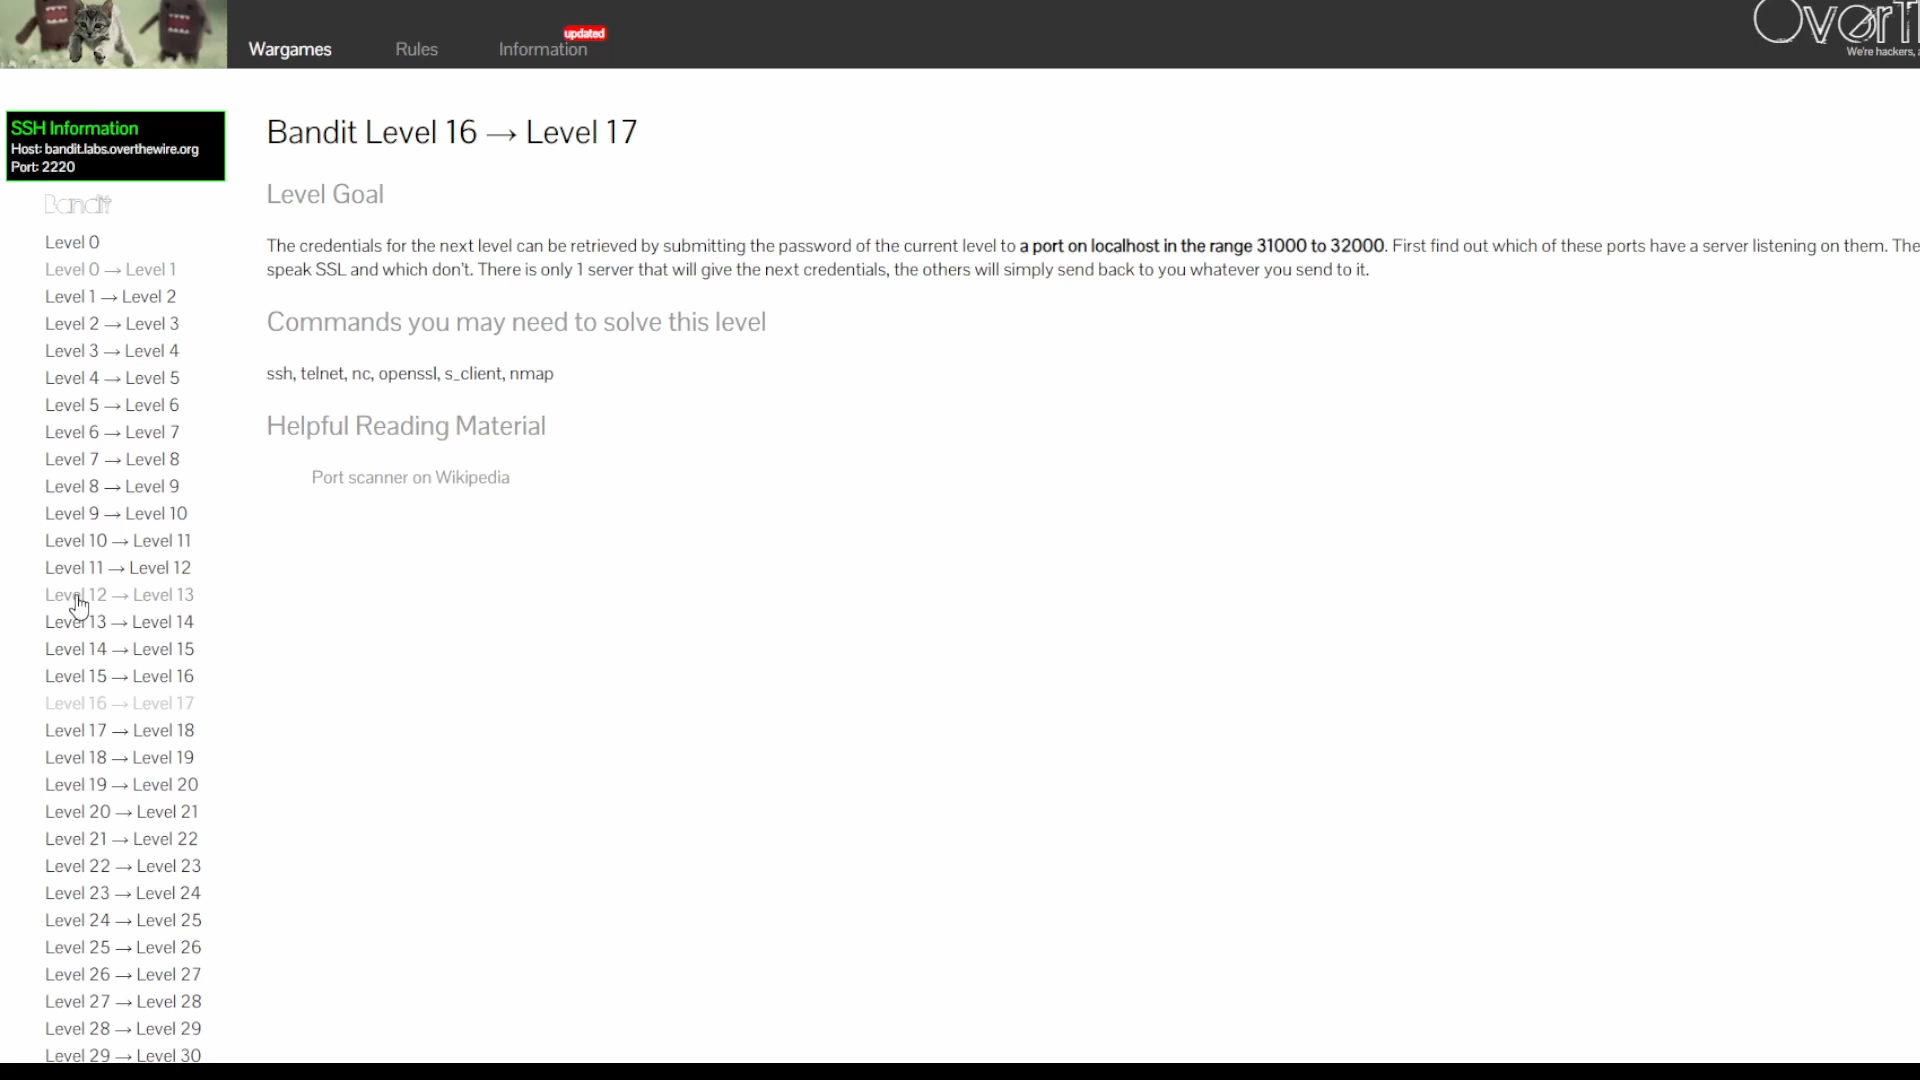 Wargames
Rules
Information
updated
OverT
We're hackers, a
SSH Information
Host: bandit.labs.overthewire.org
Port: 2220
Bandit
Level 0
Level 0 → Level 1
Level 1 → Level 2
Level 2 → Level 3
Level 3 → Level 4
Level 4 → Level 5
Level 5 → Level 6
Level 6 → Level 7
Level 7 → Level 8
Level 8 → Level 9
Level 9 → Level 10
Level 10 → Level 11
Level 11 → Level 12
Level 12 → Level 13
Level 13 → Level 14
Level 14 → Level 15
Level 15 → Level 16
Level 16 → Level 17
Level 17 → Level 18
Level 18 → Level 19
Level 19 → Level 20
Level 20 → Level 21
Level 21 → Level 22
Level 22 → Level 23
Level 23 → Level 24
Level 24 → Level 25
Level 25 → Level 26
Level 26 → Level 27
Level 27 → Level 28
Level 28 → Level 29
Level 29 → Level 30
Bandit Level 16 → Level 17
Level Goal
The credentials for the next level can be retrieved by submitting the password of the current level to a port on localhost in the range 31000 to 32000. First find out which of these ports have a server listening on them. The
speak SSL and which don't. There is only 1 server that will give the next credentials, the others will simply send back to you whatever you send to it.
Commands you may need to solve this level
ssh, telnet, nc, openssl, s_client, nmap
Helpful Reading Material
Port scanner on Wikipedia